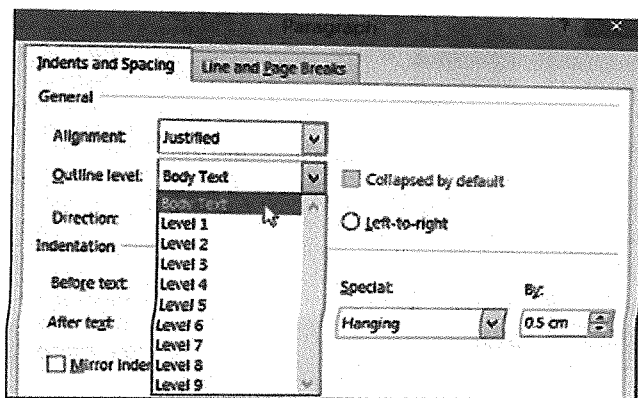 Paragraph ? ×
Indents and Spacing Line and Page Breaks
General
Alignment: Justified
Outline level: Body Text Collapsed by default
Body Text
Direction: Level 1 Left-to-right
Indentation Level 2
Level 3
Before text: Level 4 Special: By:
Level 5
After text: Level 6 Hanging 0.5 cm
Level 7
Mirror inden Level 8
Level 9